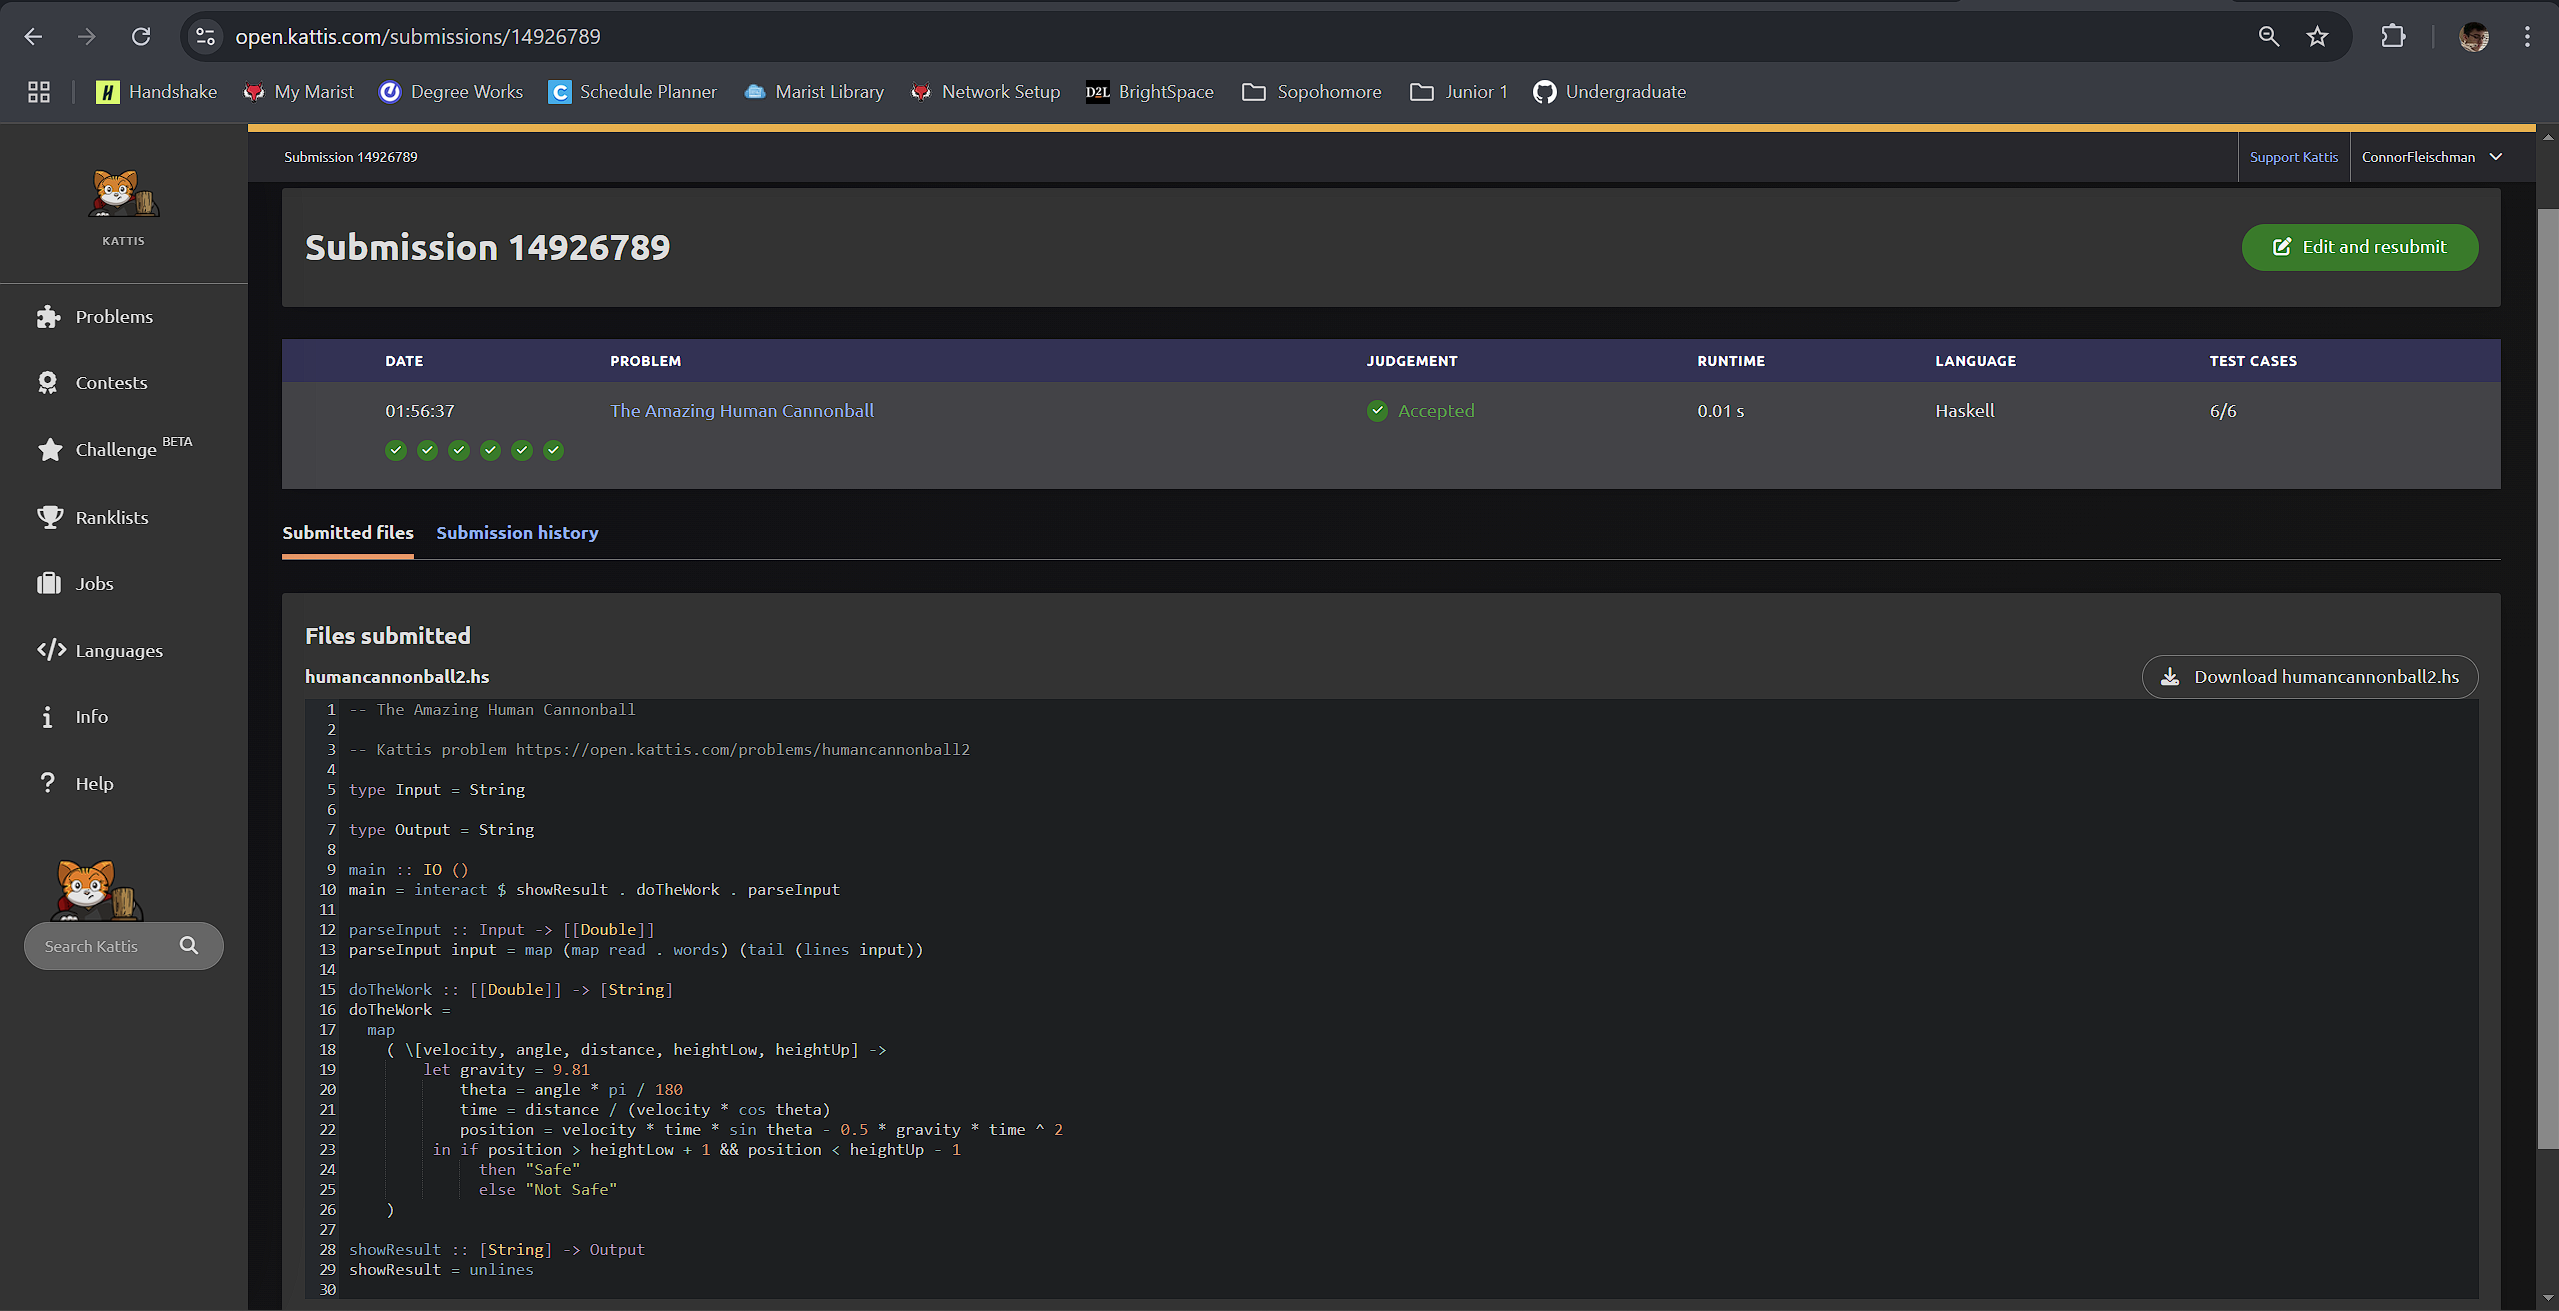 open.kattis.com/submissions/14926789
Handshake My Marist Degree Works Schedule Planner Marist Library Network Setup D2L BrightSpace Sopohomore Junior 1 Undergraduate
Submission 14926789 Support Kattis ConnorFleischman
KATTIS
Submission 14926789 Edit and resubmit
Problems
Contests
Challenge BETA
Ranklists
Jobs
Languages
Info
Help
Search Kattis
DATE PROBLEM JUDGEMENT RUNTIME LANGUAGE TEST CASES
01:56:37 The Amazing Human Cannonball Accepted 0.01 s Haskell 6/6
Submitted files Submission history
Files submitted
humancannonball2.hs Download humancannonball2.hs
1 -- The Amazing Human Cannonball
2
3 -- Kattis problem https://open.kattis.com/problems/humancannonball2
4
5 type Input = String
6
7 type Output = String
8
9 main :: IO ()
10 main = interact $ showResult . doTheWork . parseInput
11
12 parseInput :: Input -> [[Double]]
13 parseInput input = map (map read . words) (tail (lines input))
14
15 doTheWork :: [[Double]] -> [String]
16 doTheWork =
17 map
18 ( \[velocity, angle, distance, heightLow, heightUp] ->
19 let gravity = 9.81
20 theta = angle * pi / 180
21 time = distance / (velocity * cos theta)
22 position = velocity * time * sin theta - 0.5 * gravity * time ^ 2
23 in if position > heightLow + 1 && position < heightUp - 1
24 then "Safe"
25 else "Not Safe"
26 )
27
28 showResult :: [String] -> Output
29 showResult = unlines
30